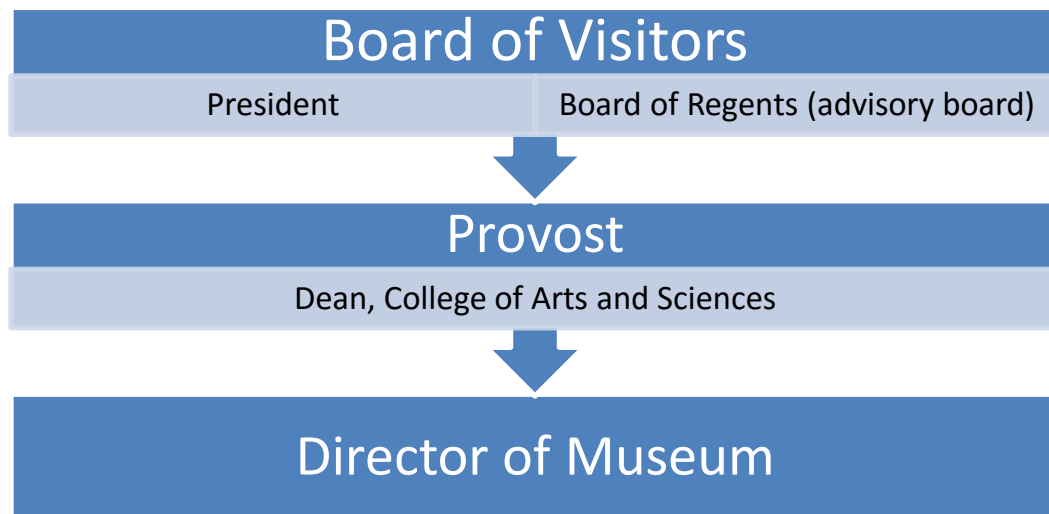 Board of Visitors
President
Board of Regents (advisory board)
Provost
Dean, College of Arts and Sciences
Director of Museum